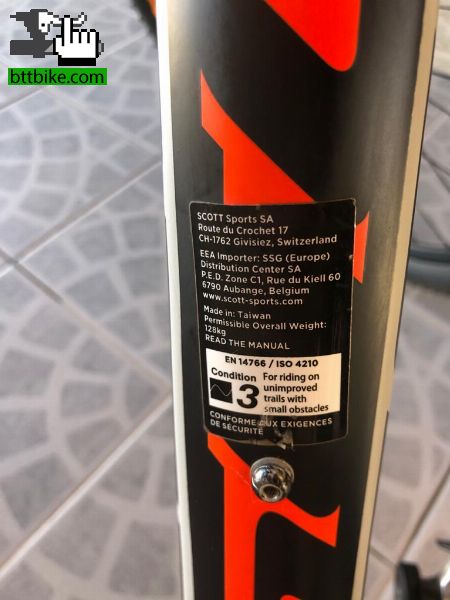 bttbike.com
SCOTT Sports SA
Route du Crochet 17
CH-1762 Givisiez, Switzerland
EEA Importer: SSG (Europe)
Distribution Center SA
P.E.D. Zone C1, Rue du Kiell 60
6790 Aubange, Belgium
www.scott-sports.com
Made in: Taiwan
Permissible Overall Weight:
128kg
READ THE MANUAL
EN 14766 / ISO 4210
Condition
3
For riding on
unimproved
trails with
small obstacles
CONFORME AUX EXIGENCES
DE SÉCURITÉ